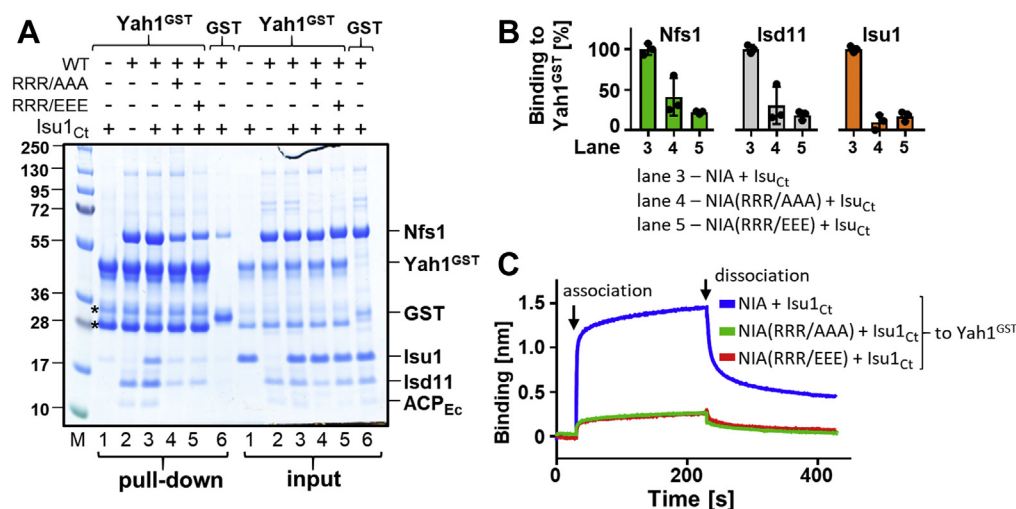 A
Yah1GST GST Yah1GST GST
WT - + + - - + - + + - - +
RRR/AAA - - - + - - - - - + - -
RRR/EEE - - - - + - - - - - + -
Isu1Ct + - + + + + + - + + + +
250
130
95
72
55
36
28
17
10
*
*
Nfs1
Yah1GST
GST
Isu1
Isd11
ACPEc
M 1 2 3 4 5 6 1 2 3 4 5 6
pull-down input
B
Binding to
Yah1GST [%]
100
50
0
Nfs1 Isd11 Isu1
Lane 3 4 5 3 4 5 3 4 5
lane 3 – NIA + IsuCt
lane 4 – NIA(RRR/AAA) + IsuCt
lane 5 – NIA(RRR/EEE) + IsuCt
C
Binding [nm]
1.5
1.0
0.5
0
association
dissociation
NIA + Isu1Ct
NIA(RRR/AAA) + Isu1Ct
NIA(RRR/EEE) + Isu1Ct
to Yah1GST
0 200 400
Time [s]